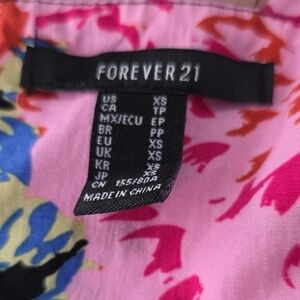 FOREVER 21
US XS
CA TP
MX/ECU EP
BR PP
EU XS
UK XS
KR XS
JP XS
CN 155/80A
MADE IN CHINA